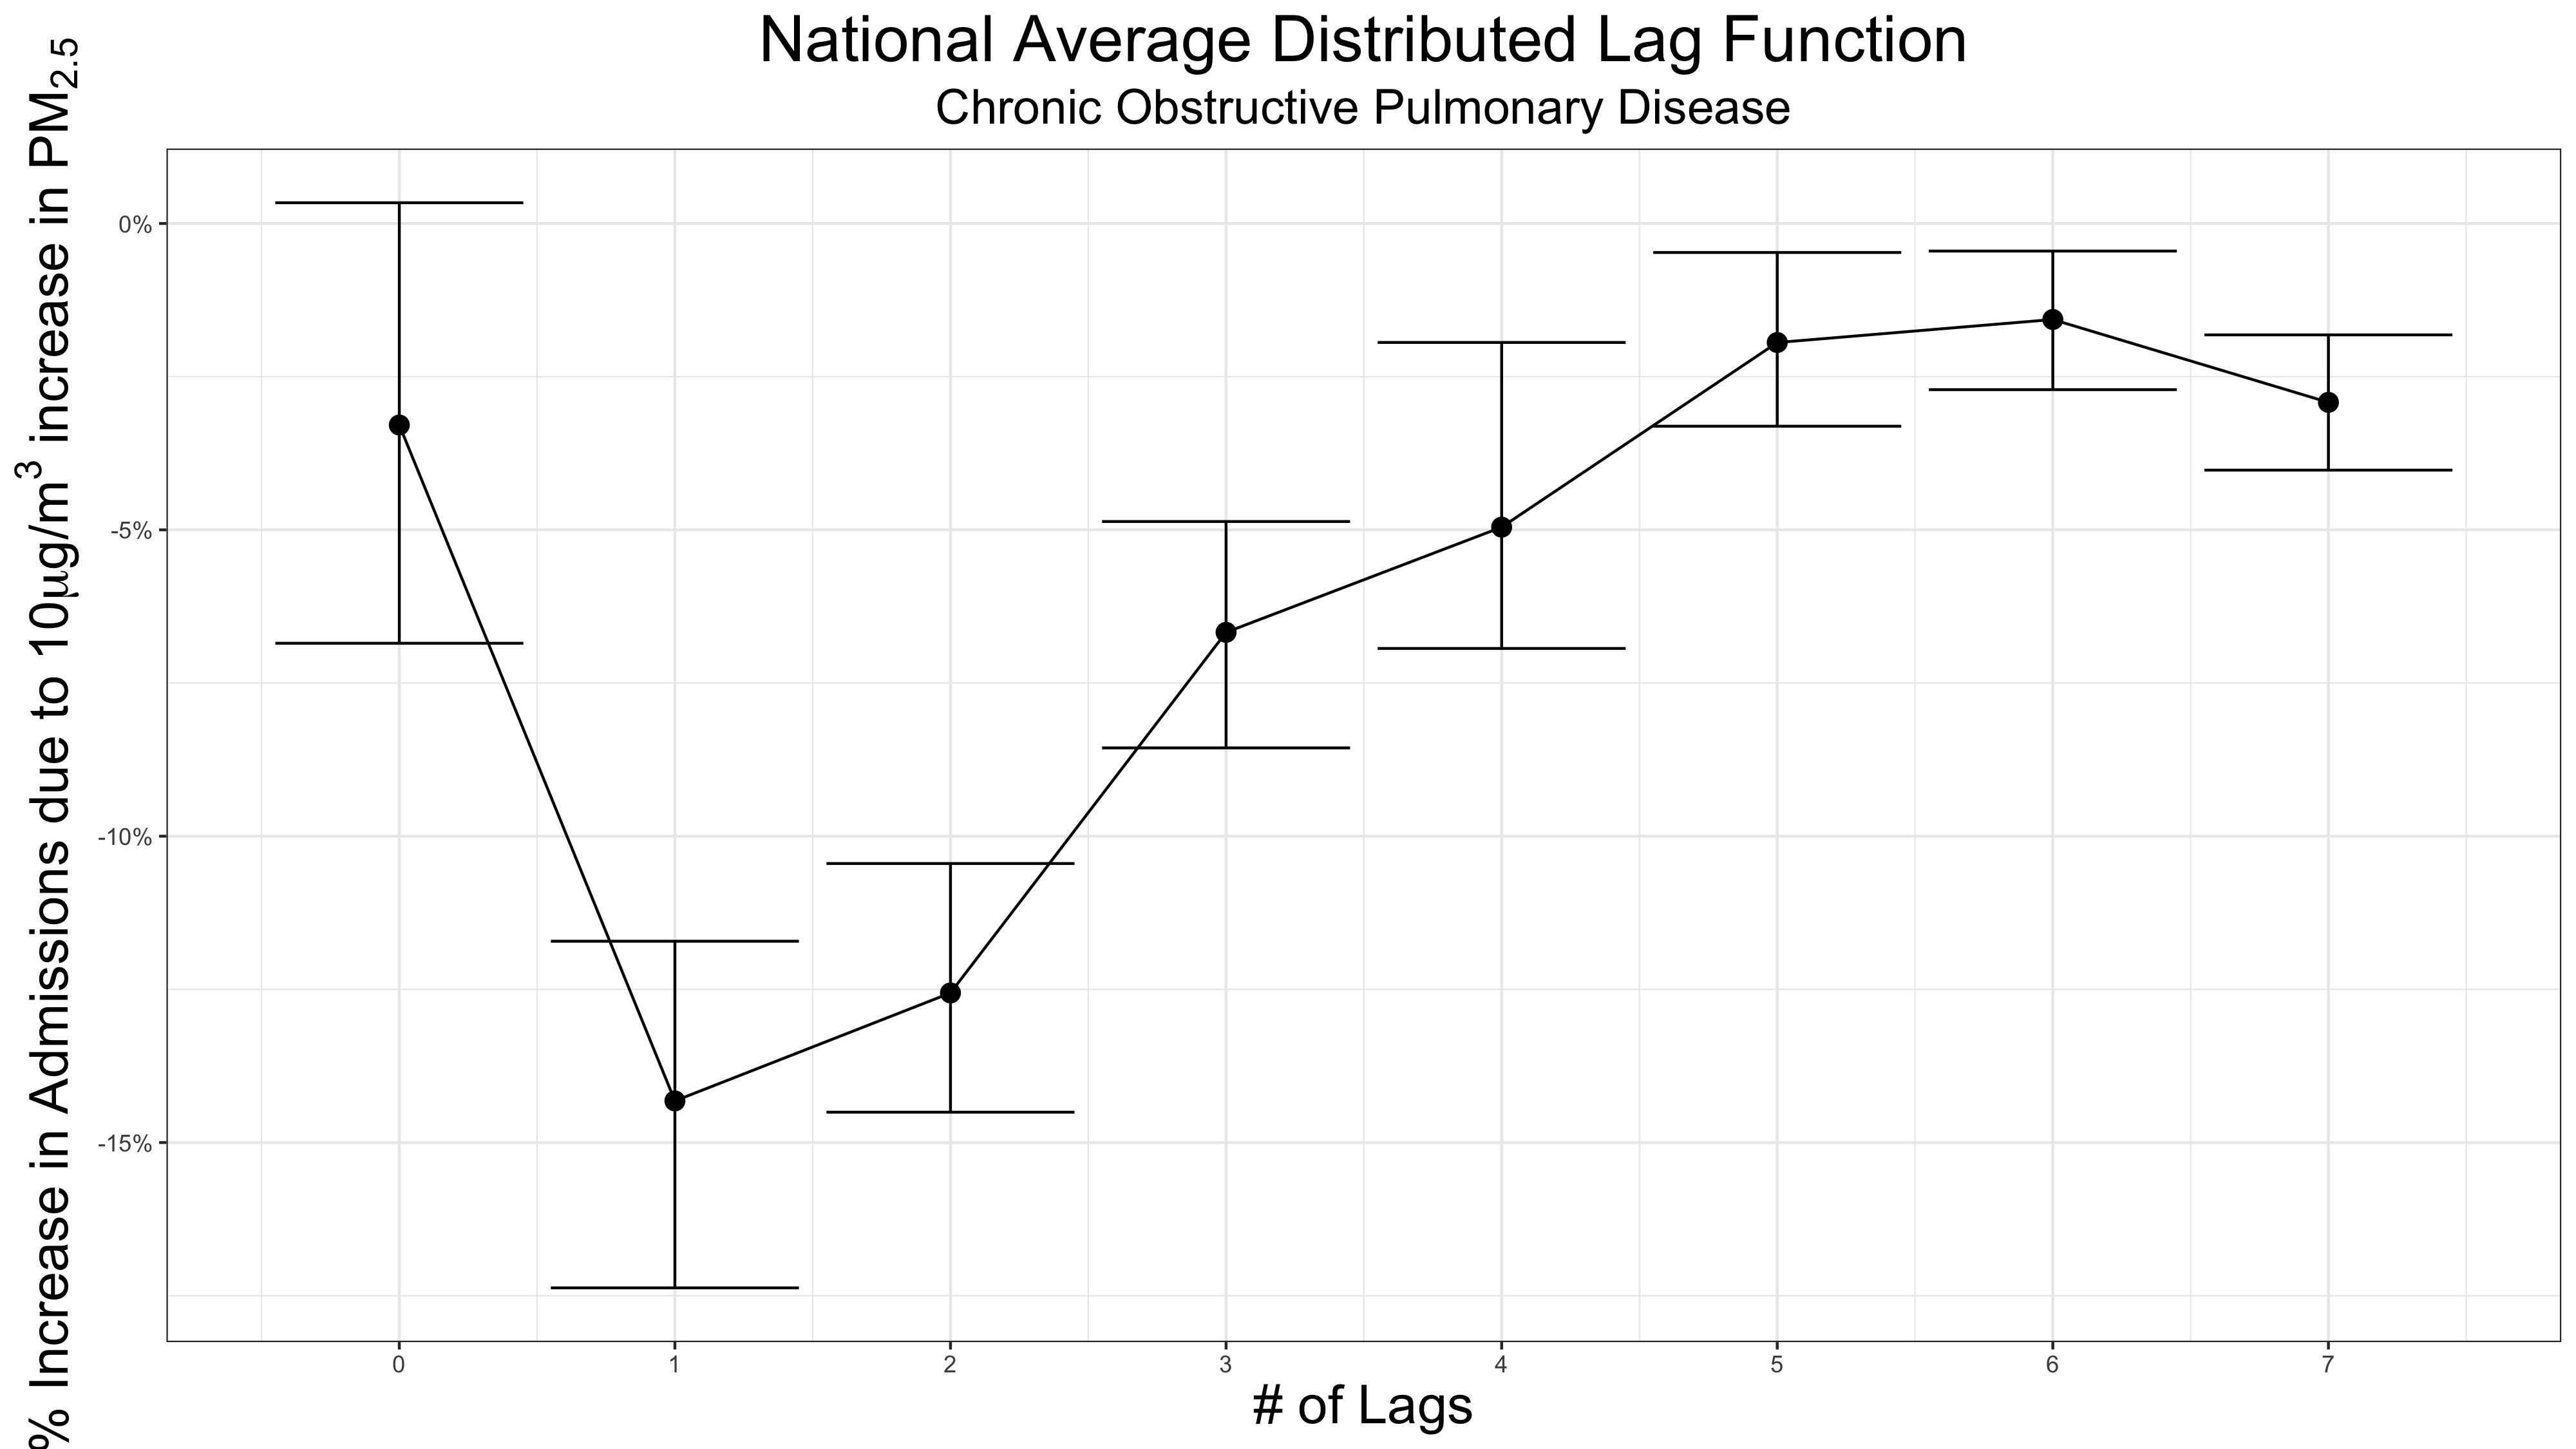 National Average Distributed Lag Function
Chronic Obstructive Pulmonary Disease
% Increase in Admissions due to 10μg/m³ increase in PM₂.₅
0%
-5%
-10%
-15%
0 1 2 3 4 5 6 7
# of Lags